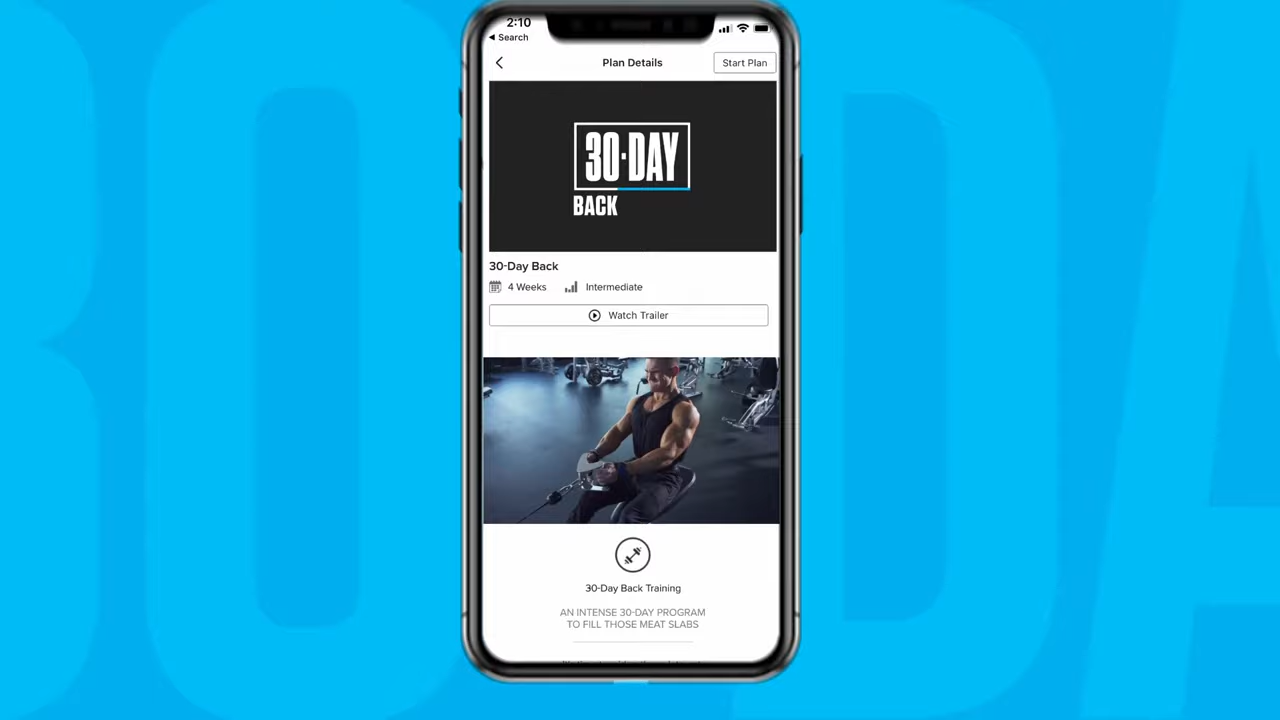 2:10
◀ Search
Plan Details
Start Plan
30·DAY
BACK
30-Day Back
4 Weeks
Intermediate
Watch Trailer
30-Day Back Training
AN INTENSE 30-DAY PROGRAM
TO FILL THOSE MEAT SLABS